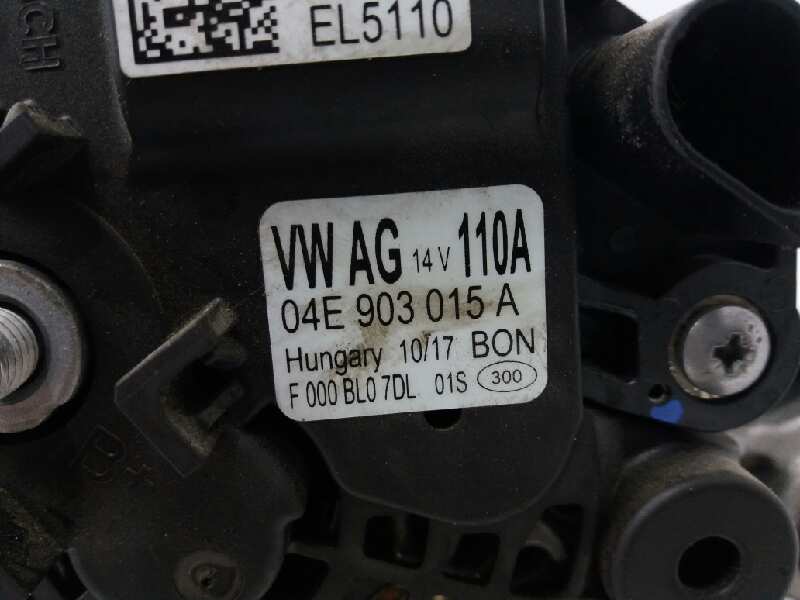 EL5110
VW AG 14 V 110A
04E 903 015 A
Hungary 10/17 BON
F 000 BL0 7DL 01S 300
B+